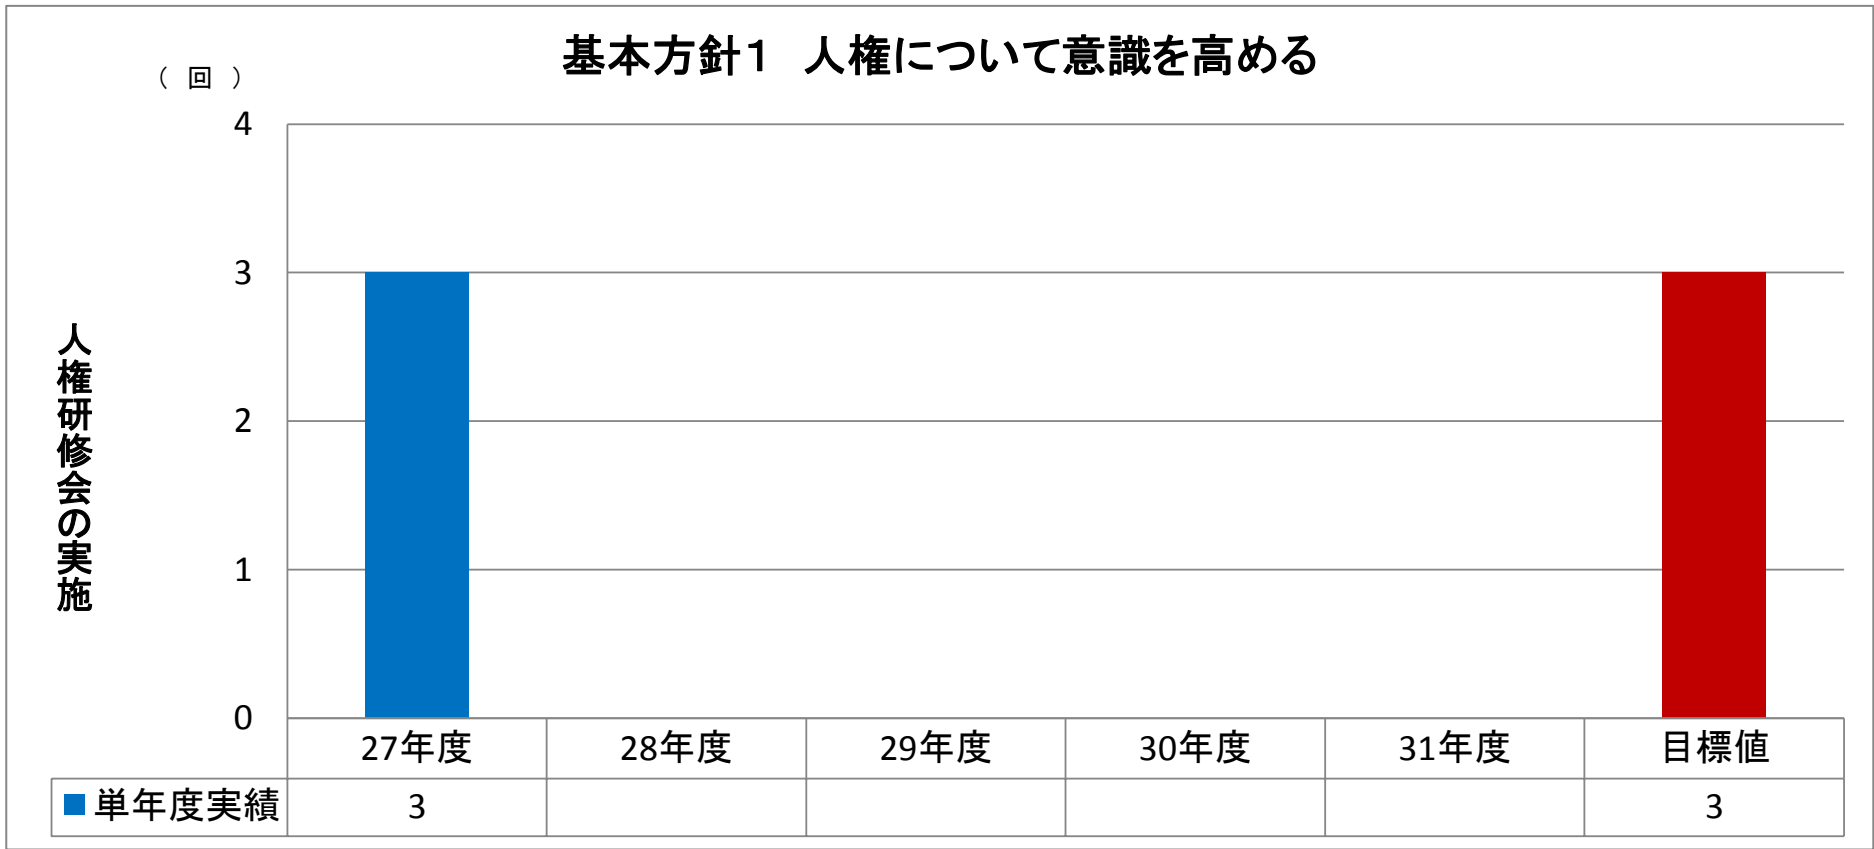 基本方針１　人権について意識を高める
（ 回 ）
4
3
2
1
0
人権研修会の実施
27年度 28年度 29年度 30年度 31年度 目標値
単年度実績 3 3